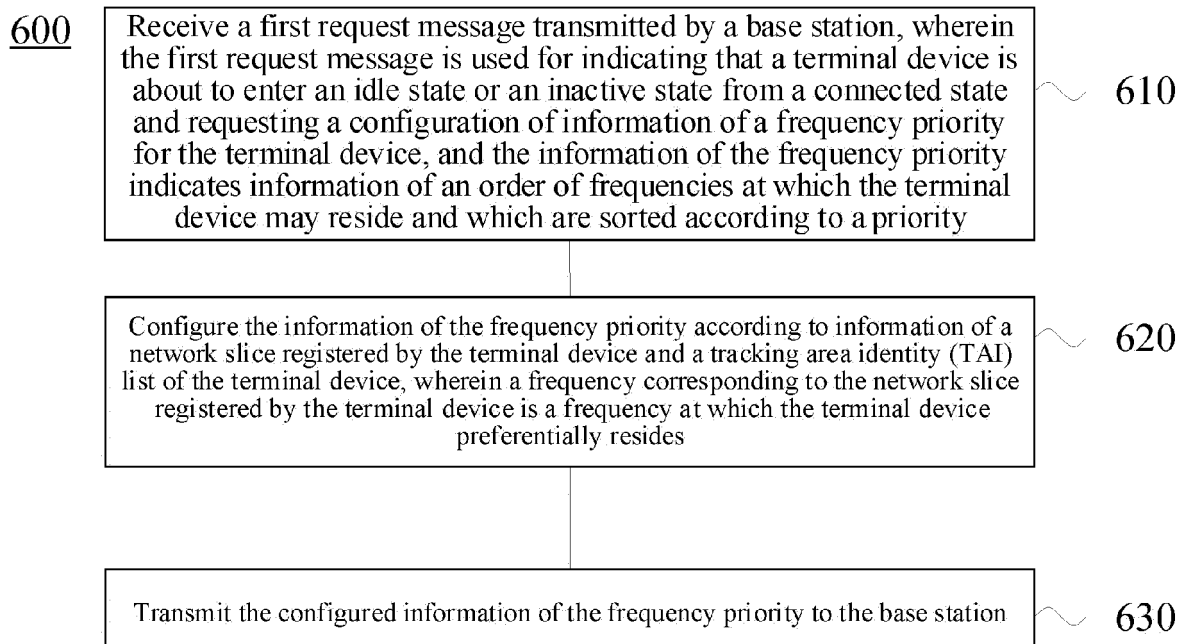 600
Receive a first request message transmitted by a base station, wherein
the first request message is used for indicating that a terminal device is
about to enter an idle state or an inactive state from a connected state
and requesting a configuration of information of a frequency priority
for the terminal device, and the information of the frequency priority
indicates information of an order of frequencies at which the terminal
device may reside and which are sorted according to a priority
610
Configure the information of the frequency priority according to information of a
network slice registered by the terminal device and a tracking area identity (TAI)
list of the terminal device, wherein a frequency corresponding to the network slice
registered by the terminal device is a frequency at which the terminal device
preferentially resides
620
Transmit the configured information of the frequency priority to the base station
630